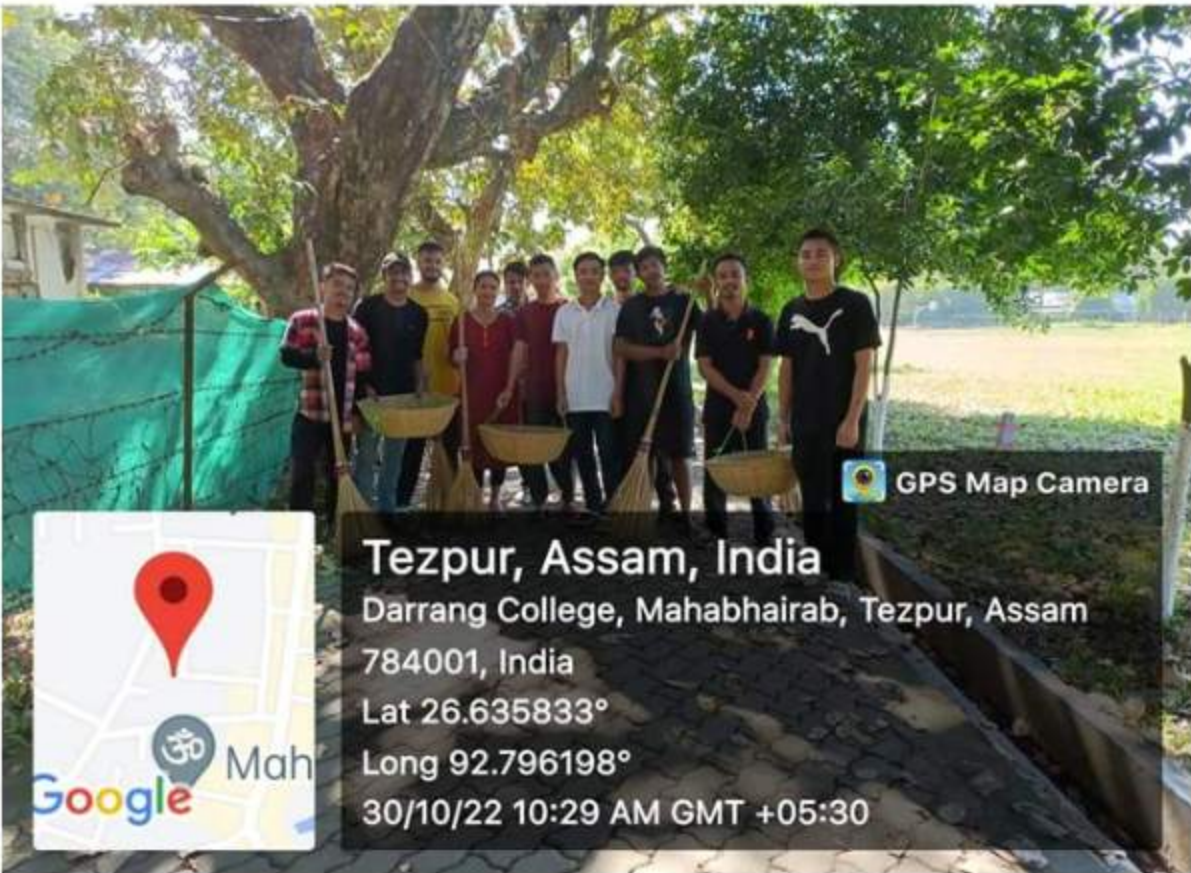 GPS Map Camera
Tezpur, Assam, India
Darrang College, Mahabhairab, Tezpur, Assam
784001, India
Lat 26.635833°
Long 92.796198°
30/10/22 10:29 AM GMT +05:30
ॐ
Mah
Google